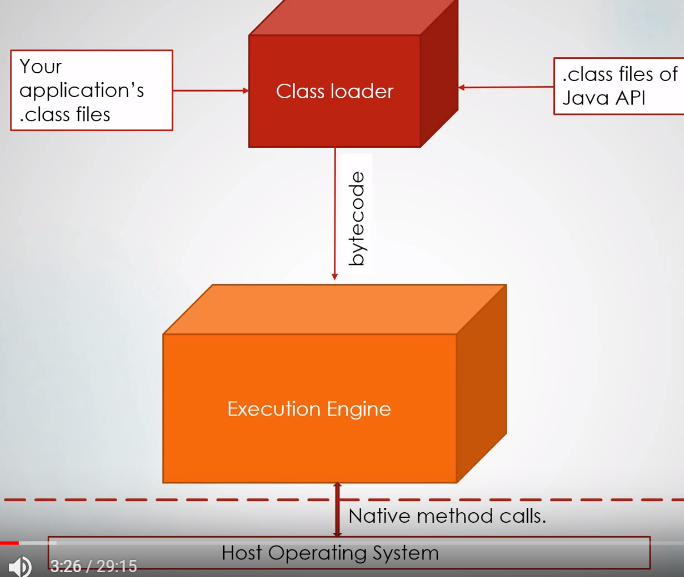 Your
application's
.class files
Class loader
.class files of
Java API
bytecode
Execution Engine
Native method calls.
Host Operating System
3:26 / 29:15